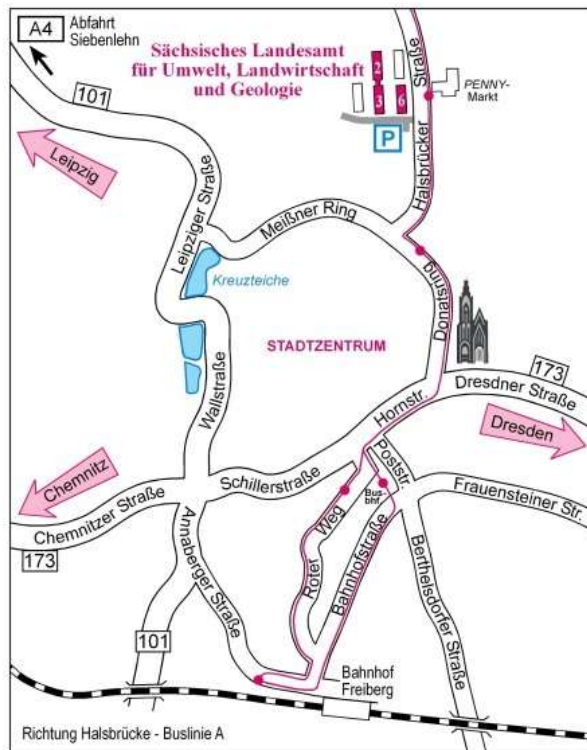 A4
Abfahrt
Siebenlehn
Sächsisches Landesamt
für Umwelt, Landwirtschaft
und Geologie
2
3
6
P
Halsbrücker Straße
PENNY-
Markt
101
Leipzig
Leipziger Straße
Meißner Ring
Kreuzteiche
Donatsring
STADTZENTRUM
Wallstraße
173
Dresdner Straße
Dresden
Hornstr.
Chemnitz
Schillerstraße
Poststr.
Bus-
bhf.
Frauensteiner Str.
Chemnitzer Straße
173
Annaberger Straße
Roter Weg
Bahnhofstraße
Berthelsdorfer Straße
101
Bahnhof
Freiberg
Richtung Halsbrücke - Buslinie A